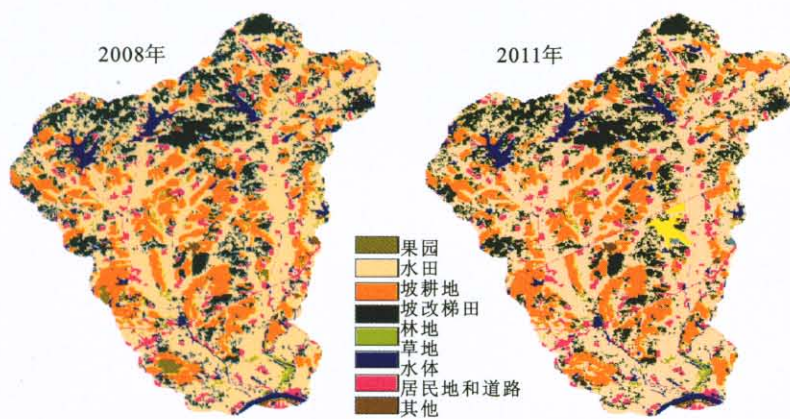 2008年
2011年
果园
水田
坡耕地
坡改梯田
林地
草地
水体
居民地和道路
其他